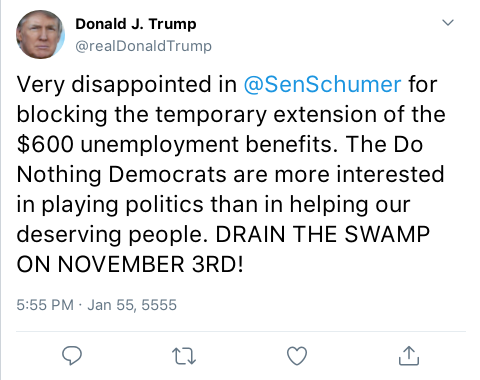 Donald J. Trump
@realDonaldTrump
Very disappointed in @SenSchumer for
blocking the temporary extension of the
$600 unemployment benefits. The Do
Nothing Democrats are more interested
in playing politics than in helping our
deserving people. DRAIN THE SWAMP
ON NOVEMBER 3RD!
5:55 PM · Jan 55, 5555